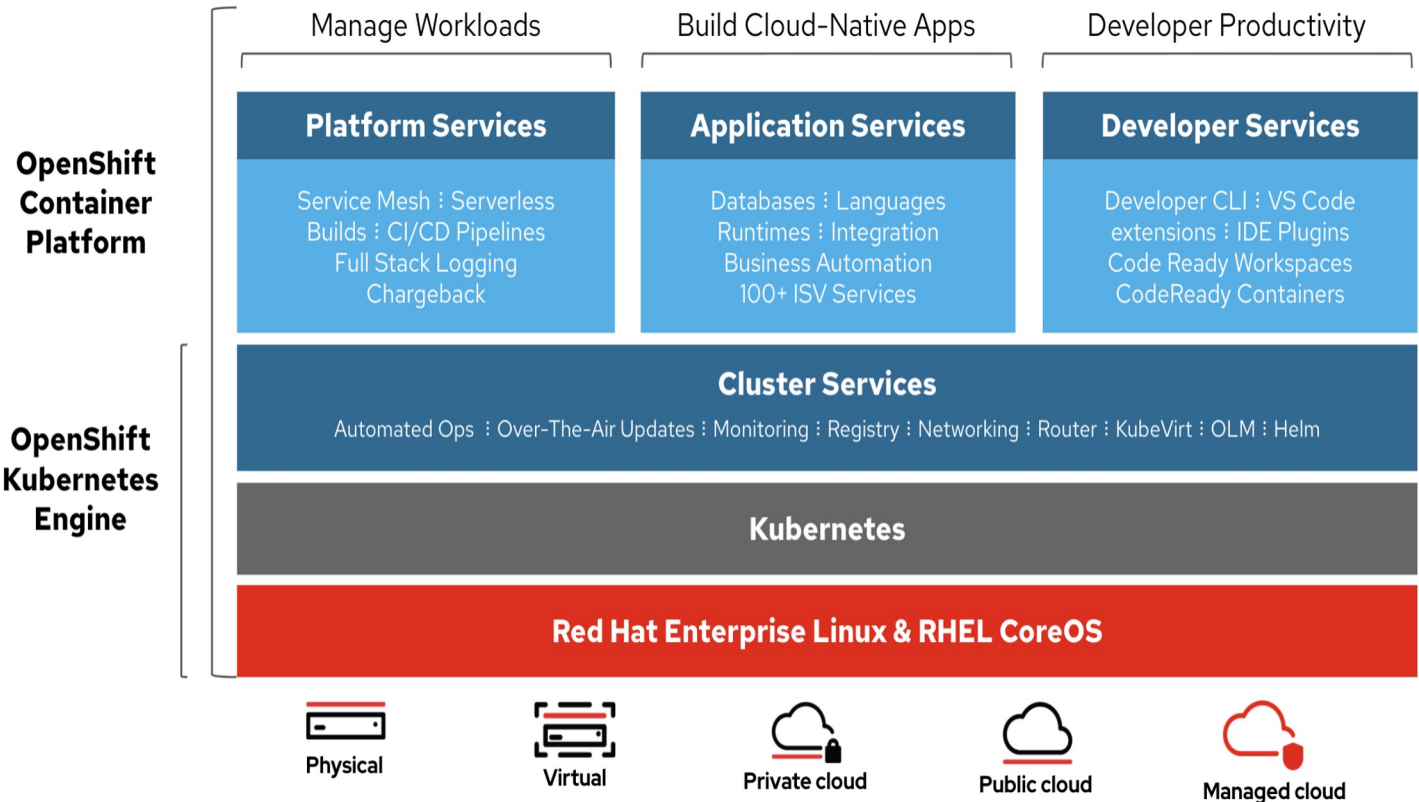 Manage Workloads
Build Cloud-Native Apps
Developer Productivity
OpenShift
Container
Platform
Platform Services
Service Mesh ⋮ Serverless
Builds ⋮ CI/CD Pipelines
Full Stack Logging
Chargeback
Application Services
Databases ⋮ Languages
Runtimes ⋮ Integration
Business Automation
100+ ISV Services
Developer Services
Developer CLI ⋮ VS Code
extensions ⋮ IDE Plugins
Code Ready Workspaces
CodeReady Containers
OpenShift
Kubernetes
Engine
Cluster Services
Automated Ops ⋮ Over-The-Air Updates ⋮ Monitoring ⋮ Registry ⋮ Networking ⋮ Router ⋮ KubeVirt ⋮ OLM ⋮ Helm
Kubernetes
Red Hat Enterprise Linux & RHEL CoreOS
Physical
Virtual
Private cloud
Public cloud
Managed cloud